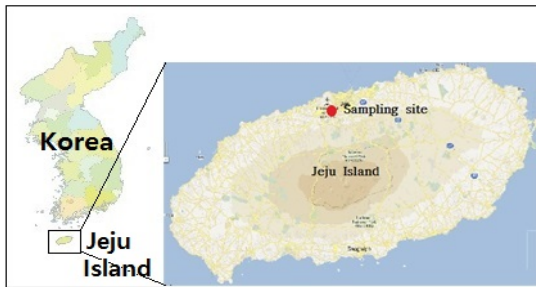 Korea
Jeju
Island
Sampling site
Jeju Island